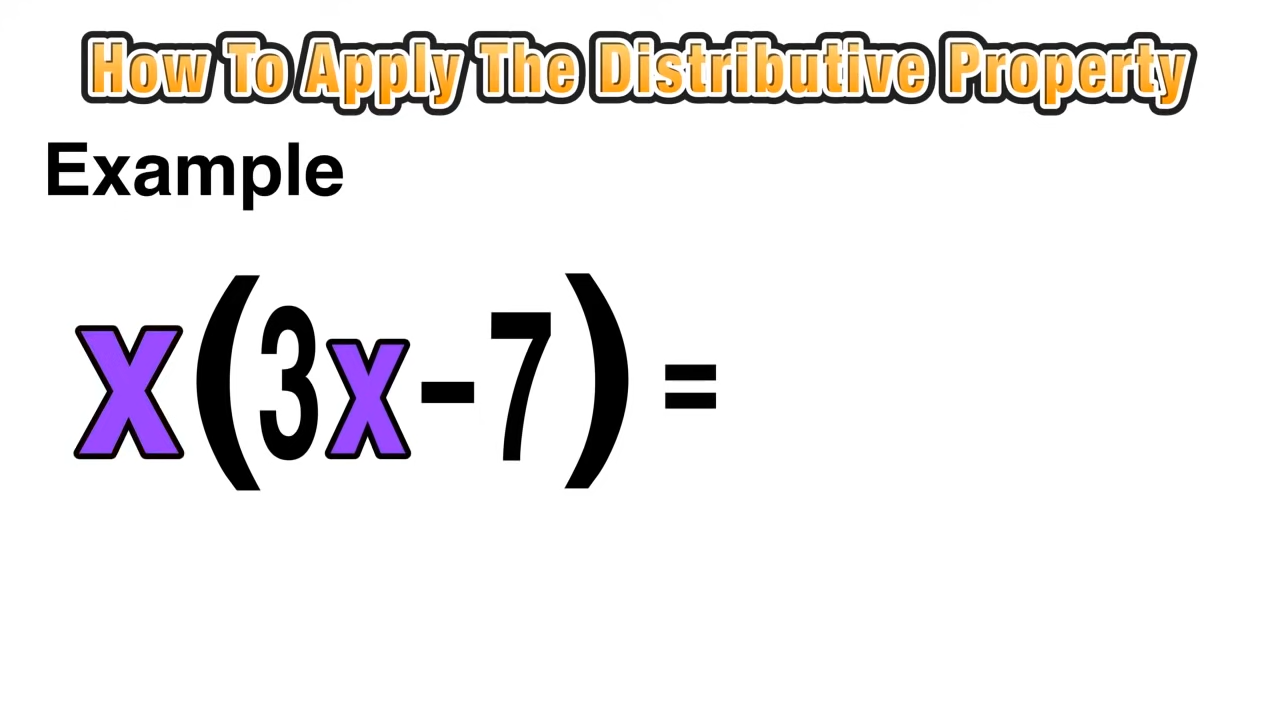 How To Apply The Distributive Property
Example
x(3x-7) =